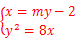 {x = my − 2
y² = 8x